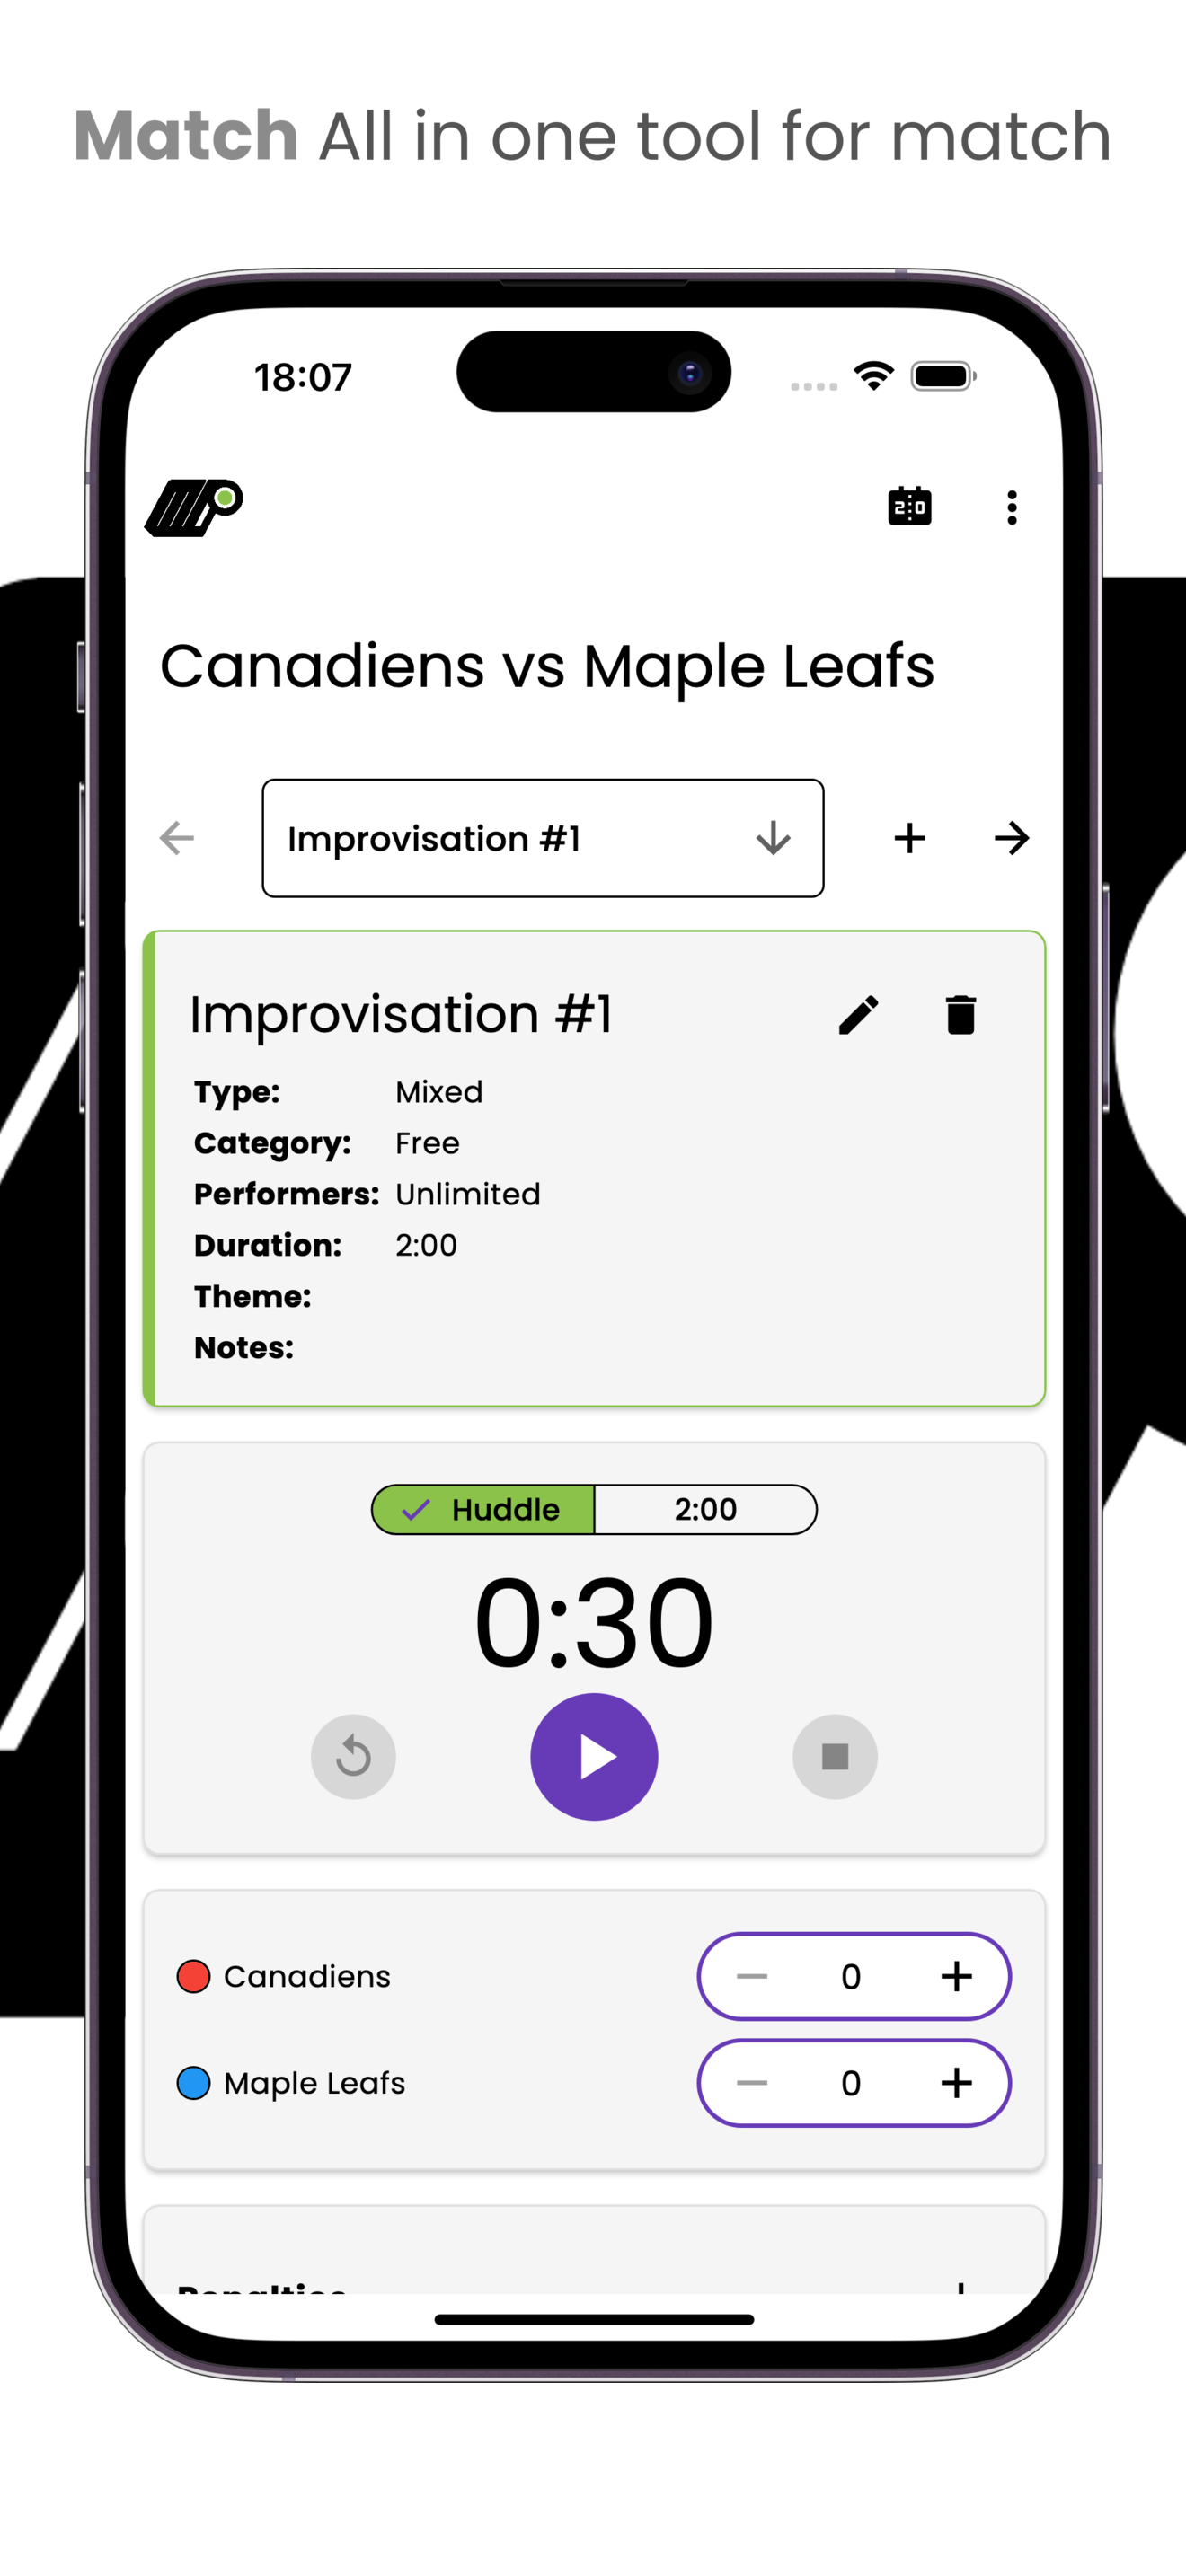 Match All in one tool for match
18:07
2:0
Canadiens vs Maple Leafs
Improvisation #1
Improvisation #1
Type: Mixed
Category: Free
Performers: Unlimited
Duration: 2:00
Theme:
Notes:
Huddle 2:00
0:30
Canadiens 0
Maple Leafs 0
Penalties